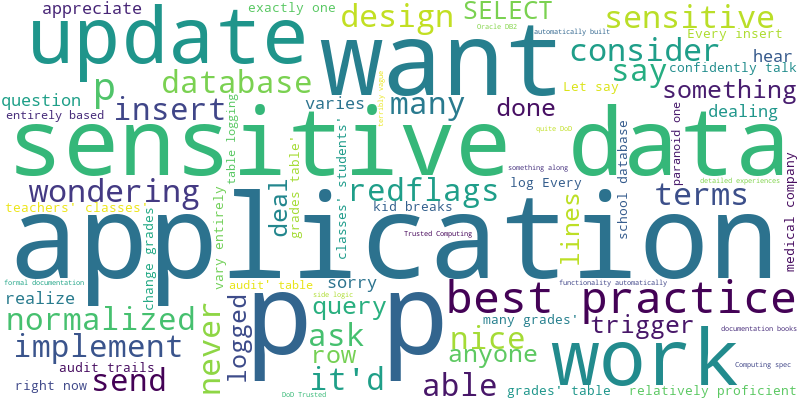 appreciate
exactly one
design
SELECT
sensitive
Oracle DB2
automatically built
Every insert
update
want
consider
hear
p
database
say
confidently talk
question
insert
varies
many
done
Let say
something
entirely based
table logging
terribly vague
dealing
sensitive data
classes' students'
quite DoD
school database
paranoid one
something along
detailed experiences
wondering
deal
grades table'
redflags
log Every
terms
medical company
teachers' classes'
kid breaks
lines
application
change grades'
vary entirely
Trusted Computing
formal documentation
audit' table
sorry
functionality automatically
realize
side logic
p p
best practice
normalized
never
logged
query
many grades'
trigger
documentation books
implement
ask
nice
anyone
work
audit trails
row
Computing spec
right now
send
it'd
able
grades' table
relatively proficient
DoD Trusted